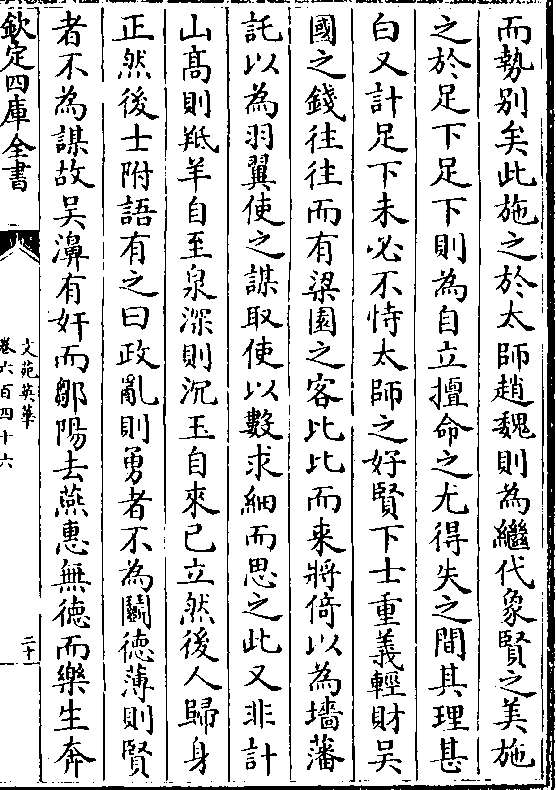 而勢別矣此施之於太師趙魏則為繼代象賢之美施
之於足下足下則為自立擅命之尤得失之間其理甚
白又計足下未必不恃太師之好賢下士重義輕財吴
國之錢往往而有梁園之客比比而来將倚以為墻藩
託以為羽翼使之謀取使以數求細而思之此又非計
山髙則羝羊自至泉深則沉玉自來已立然後人歸身
正然後士附語有之曰政亂則勇者不為鬭德薄則賢
者不為謀故吴濞有奸而鄒陽去燕惠無徳而樂生奔
欽定四庫全書
文苑英華
卷六百四十六
二十